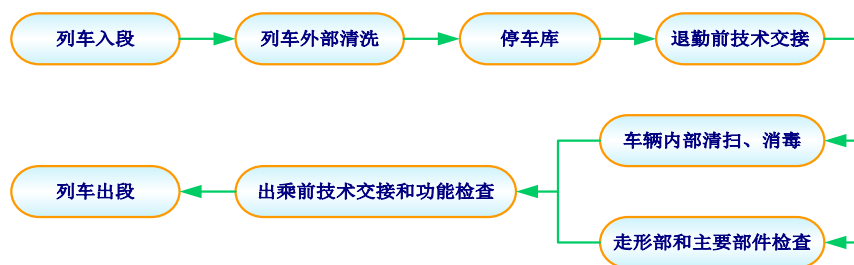 列车入段
列车外部清洗
停车库
退勤前技术交接
车辆内部清扫、消毒
列车出段
出乘前技术交接和功能检查
走形部和主要部件检查